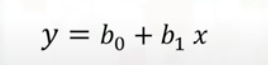 y = b₀ + b₁ x